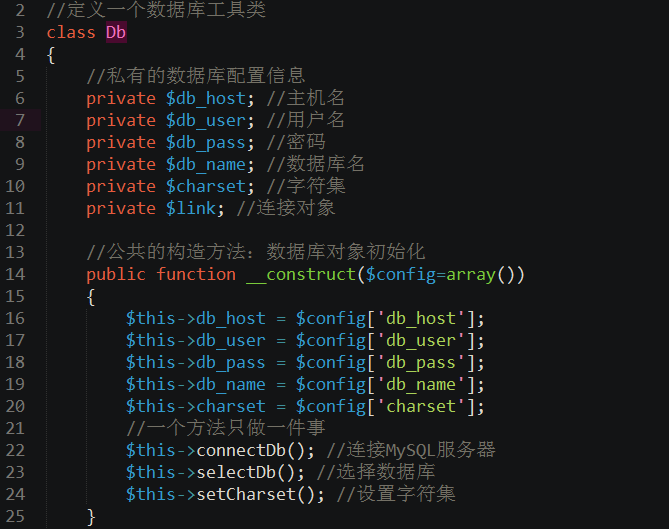 2 //定义一个数据库工具类
3 class Db
4 {
5 //私有的数据库配置信息
6 private $db_host; //主机名
7 private $db_user; //用户名
8 private $db_pass; //密码
9 private $db_name; //数据库名
10 private $charset; //字符集
11 private $link; //连接对象
12
13 //公共的构造方法：数据库对象初始化
14 public function __construct($config=array())
15 {
16 $this->db_host = $config['db_host'];
17 $this->db_user = $config['db_user'];
18 $this->db_pass = $config['db_pass'];
19 $this->db_name = $config['db_name'];
20 $this->charset = $config['charset'];
21 //一个方法只做一件事
22 $this->connectDb(); //连接MySQL服务器
23 $this->selectDb(); //选择数据库
24 $this->setCharset(); //设置字符集
25 }